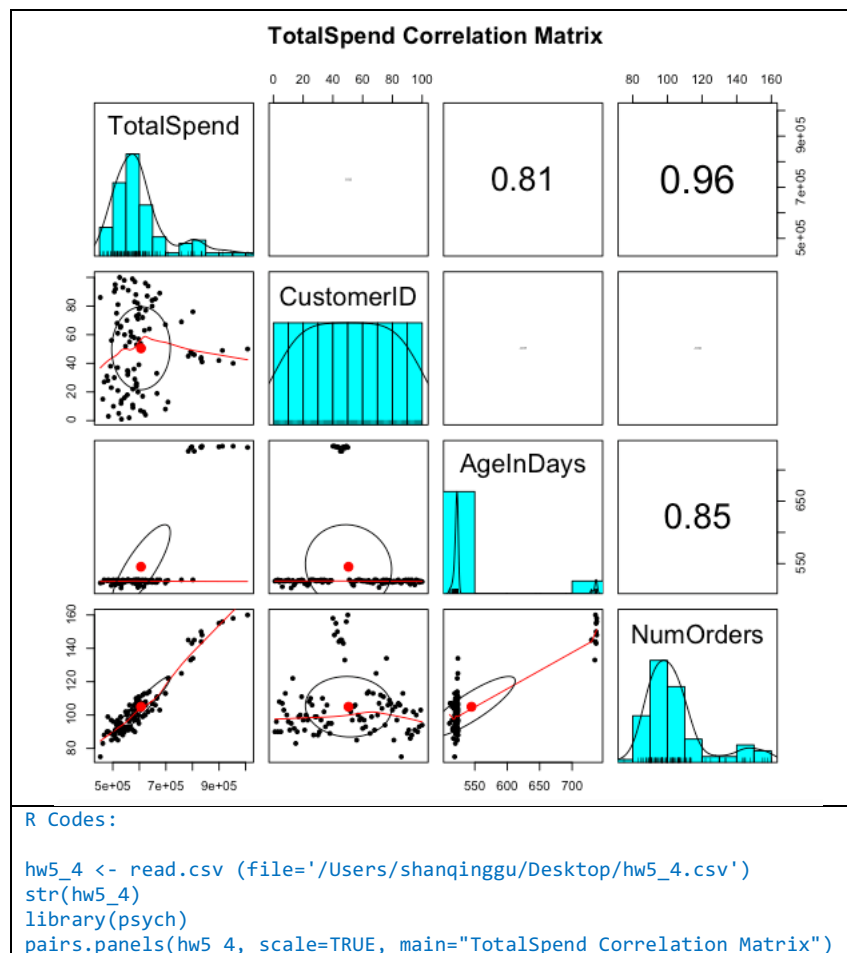 TotalSpend Correlation Matrix
0 20 40 60 80 100
80 100 120 140 160
TotalSpend
0.81
0.96
5e+05 7e+05 9e+05
CustomerID
0 20 40 60 80
AgeInDays
0.85
550 650
NumOrders
80 100 120 140 160
5e+05 7e+05 9e+05
550 600 650 700
R Codes:
hw5_4 <- read.csv (file='/Users/shanqinggu/Desktop/hw5_4.csv')
str(hw5_4)
library(psych)
pairs.panels(hw5_4, scale=TRUE, main="TotalSpend Correlation Matrix")